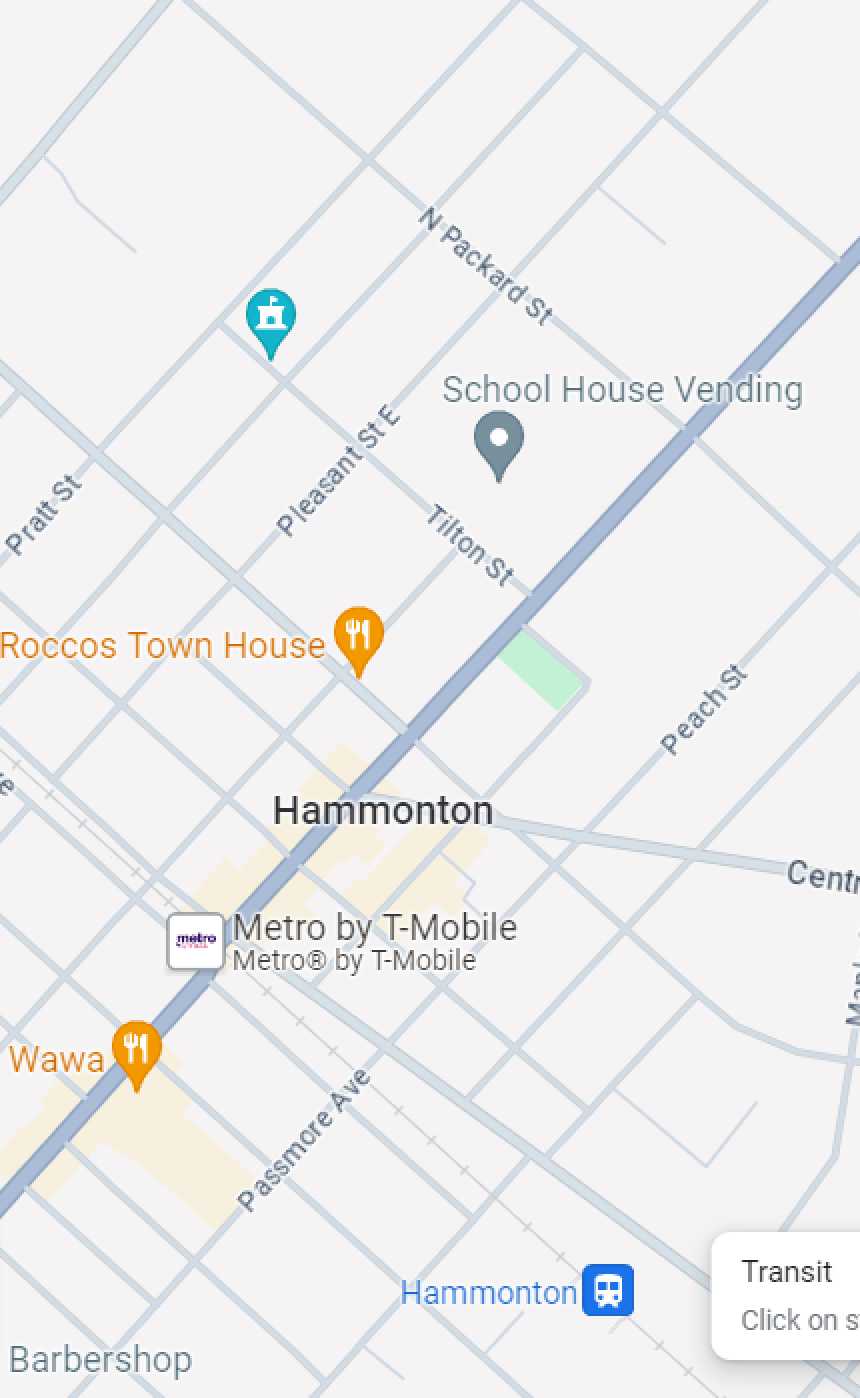 N Packard St
School House Vending
Pleasant St E
Pratt St
Tilton St
Roccos Town House
Peach St
Hammonton
Centr
metro
Metro by T-Mobile
Metro® by T-Mobile
Wawa
Passmore Ave
Transit
Hammonton
Click on s
Barbershop